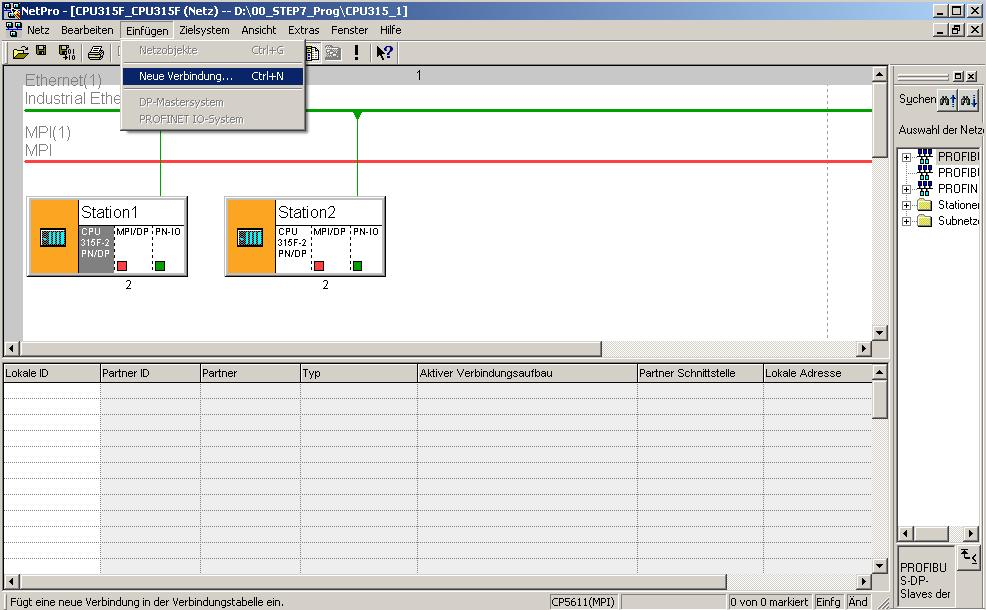 NetPro - [CPU315F_CPU315F (Netz) -- D:\00_STEP7_Prog\CPU315_1]
Netz Bearbeiten Einfügen Zielsystem Ansicht Extras Fenster Hilfe
Netzobjekte Ctrl+G
Neue Verbindung... Ctrl+N
DP-Mastersystem
PROFINET IO-System
1
Ethernet(1)
Industrial Ethe
MPI(1)
MPI
Station1
CPU 315F-2 PN/DP
MPI/DP
PN-IO
2
Station2
CPU 315F-2 PN/DP
MPI/DP
PN-IO
2
Suchen
Auswahl der Netz
PROFIB
PROFIB
PROFIN
Stationen
Subnetz
Lokale ID Partner ID Partner Typ Aktiver Verbindungsaufbau Partner Schnittstelle Lokale Adresse
PROFIBU
S-DP-
Slaves der
Fügt eine neue Verbindung in der Verbindungstabelle ein.
CP5611(MPI)
0 von 0 markiert
Einfg
Änd